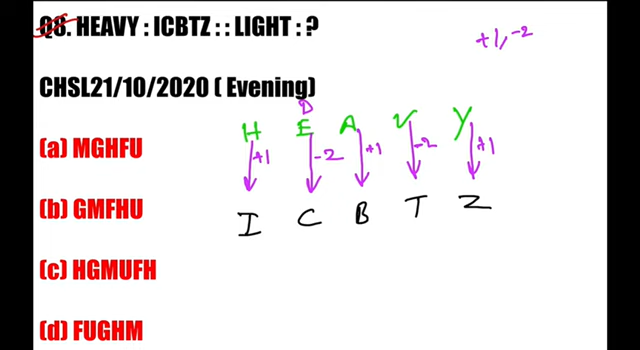 Q8. HEAVY : ICBTZ : : LIGHT : ?
+1, -2
CHSL21/10/2020 ( Evening)
D
H E A V Y
+1 -2 +1 -2 +1
I C B T Z
(a) MGHFU
(b) GMFHU
(c) HGMUFH
(d) FUGHM